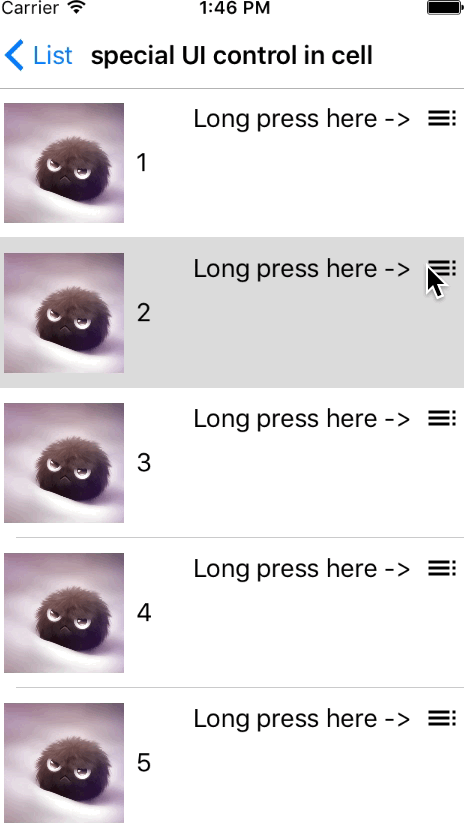 Carrier 1:46 PM
List special UI control in cell
Long press here ->
1
Long press here ->
2
Long press here ->
3
Long press here ->
4
Long press here ->
5